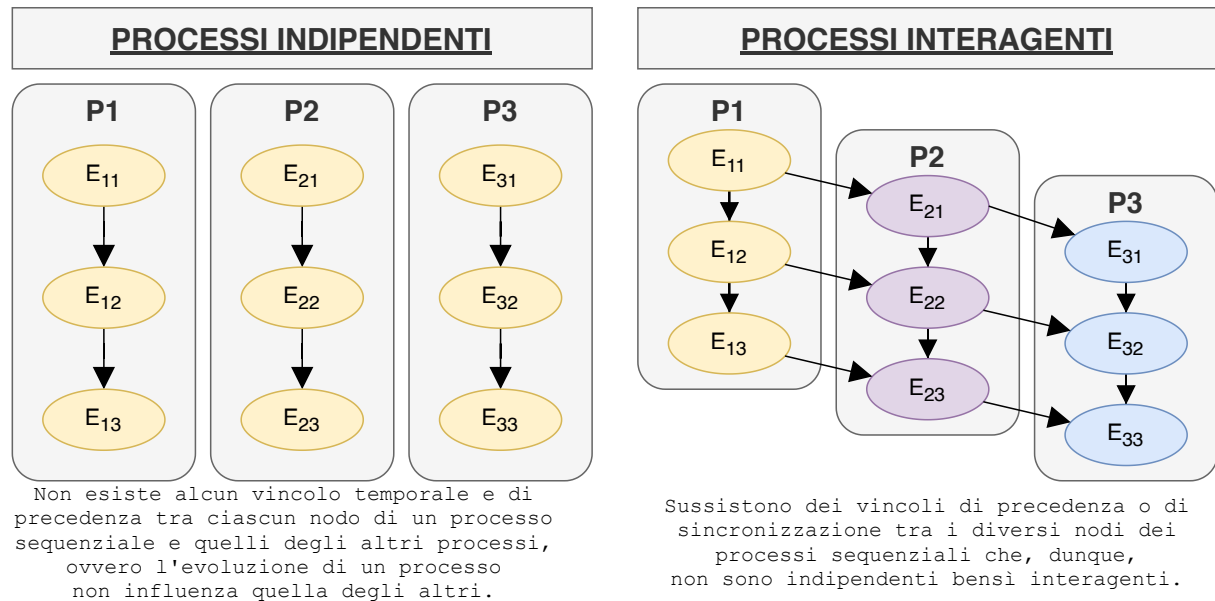 PROCESSI INDIPENDENTI
P1
P2
P3
E11
E21
E31
E12
E22
E32
E13
E23
E33
Non esiste alcun vincolo temporale e di
precedenza tra ciascun nodo di un processo
sequenziale e quelli degli altri processi,
ovvero l'evoluzione di un processo
non influenza quella degli altri.
PROCESSI INTERAGENTI
P1
P2
P3
E11
E21
E31
E12
E22
E32
E13
E23
E33
Sussistono dei vincoli di precedenza o di
sincronizzazione tra i diversi nodi dei
processi sequenziali che, dunque,
non sono indipendenti bensì interagenti.